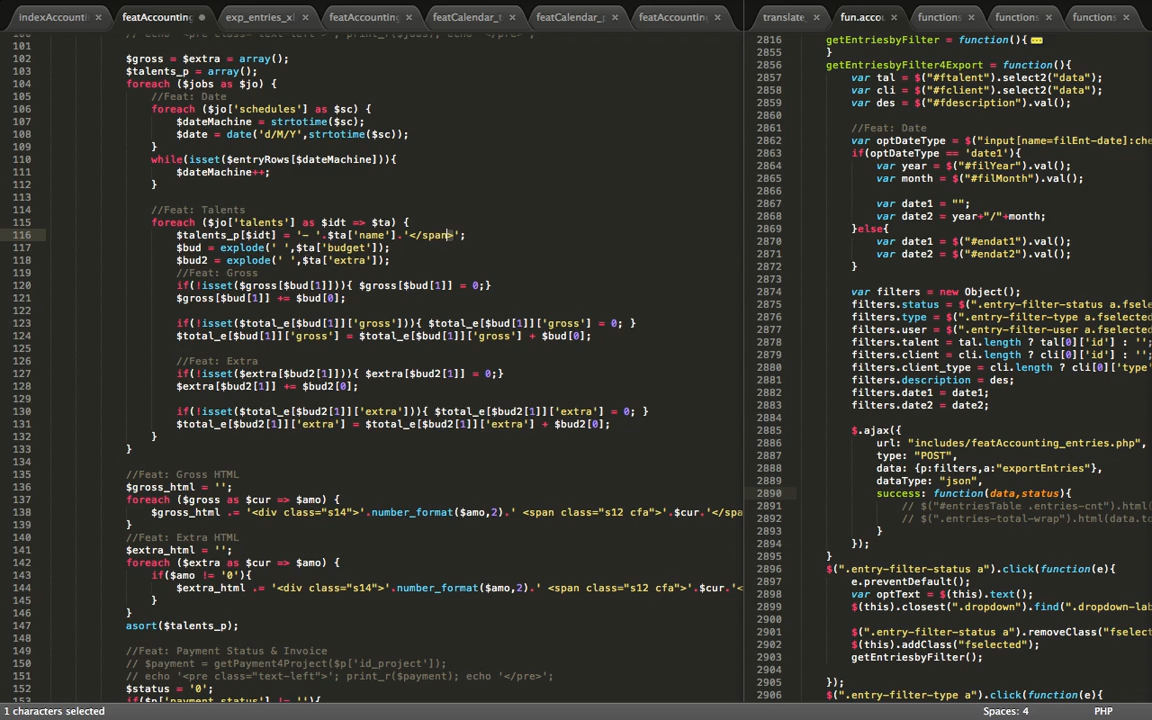 indexAccounti × featAccounting exp_entries_xl × featAccounting × featCalendar_t × featCalendar_p × featAccounting × translate_ × fun.acco × functions × functions × functions ×
101
102 $gross = $extra = array();
103 $talents_p = array();
104 foreach ($jobs as $jo) {
105 //Feat: Date
106 foreach ($jo['schedules'] as $sc) {
107 $dateMachine = strtotime($sc);
108 $date = date('d/M/Y',strtotime($sc));
109 }
110 while(isset($entryRows[$dateMachine])){
111 $dateMachine++;
112 }
113
114 //Feat: Talents
115 foreach ($jo['talents'] as $idt => $ta) {
116 $talents_p[$idt] = '- '.$ta['name'].'</span>';
117 $bud = explode(' ',$ta['budget']);
118 $bud2 = explode(' ',$ta['extra']);
119 //Feat: Gross
120 if(!isset($gross[$bud[1]])){ $gross[$bud[1]] = 0;}
121 $gross[$bud[1]] += $bud[0];
122
123 if(!isset($total_e[$bud[1]]['gross'])){ $total_e[$bud[1]]['gross'] = 0; }
124 $total_e[$bud[1]]['gross'] = $total_e[$bud[1]]['gross'] + $bud[0];
125
126 //Feat: Extra
127 if(!isset($extra[$bud2[1]])){ $extra[$bud2[1]] = 0;}
128 $extra[$bud2[1]] += $bud2[0];
129
130 if(!isset($total_e[$bud2[1]]['extra'])){ $total_e[$bud2[1]]['extra'] = 0; }
131 $total_e[$bud2[1]]['extra'] = $total_e[$bud2[1]]['extra'] + $bud2[0];
132 }
133 }
134
135 //Feat: Gross HTML
136 $gross_html = '';
137 foreach ($gross as $cur => $amo) {
138 $gross_html .= '<div class="s14">'.number_format($amo,2).' <span class="s12 cfa">'.$cur.'</spa
139 }
140 //Feat: Extra HTML
141 $extra_html = '';
142 foreach ($extra as $cur => $amo) {
143 if($amo != '0'){
144 $extra_html .= '<div class="s14">'.number_format($amo,2).' <span class="s12 cfa">'.$cur.'<
145 }
146 }
147 asort($talents_p);
148
149 //Feat: Payment Status & Invoice
150 // $payment = getPayment4Project($p['id_project']);
151 // echo '<pre class="text-left">'; print_r($payment); echo '</pre>';
152 $status = '0';
153 if($p['payment_status'] != ''){
2816 getEntriesbyFilter = function(){
2855 }
2856 getEntriesbyFilter4Export = function(){
2857 var tal = $("#ftalent").select2("data");
2858 var cli = $("#fclient").select2("data");
2859 var des = $("#fdescription").val();
2860
2861 //Feat: Date
2862 var optDateType = $("input[name=filEnt-date]:che
2863 if(optDateType == 'date1'){
2864 var year = $("#filYear").val();
2865 var month = $("#filMonth").val();
2866
2867 var date1 = "";
2868 var date2 = year+"/"+month;
2869 }else{
2870 var date1 = $("#endat1").val();
2871 var date2 = $("#endat2").val();
2872 }
2873
2874 var filters = new Object();
2875 filters.status = $(".entry-filter-status a.fsele
2876 filters.type = $(".entry-filter-type a.fselected
2877 filters.user = $(".entry-filter-user a.fselected
2878 filters.talent = tal.length ? tal[0]['id'] : '';
2879 filters.client = cli.length ? cli[0]['id'] : '';
2880 filters.client_type = cli.length ? cli[0]['type'
2881 filters.description = des;
2882 filters.date1 = date1;
2883 filters.date2 = date2;
2884
2885 $.ajax({
2886 url: "includes/featAccounting_entries.php",
2887 type: "POST",
2888 data: {p:filters,a:"exportEntries"},
2889 dataType: "json",
2890 success: function(data,status){
2891 // $("#entriesTable .entries-cnt").html(
2892 // $(".entries-total-wrap").html(data.to
2893 }
2894 });
2895 }
2896 $(".entry-filter-status a").click(function(e){
2897 e.preventDefault();
2898 var optText = $(this).text();
2899 $(this).closest(".dropdown").find(".dropdown-lab
2900
2901 $(".entry-filter-status a").removeClass("fselect
2902 $(this).addClass("fselected");
2903 getEntriesbyFilter();
2904
2905 });
2906 $(".entry-filter-type a").click(function(e){
1 characters selected Spaces: 4 PHP